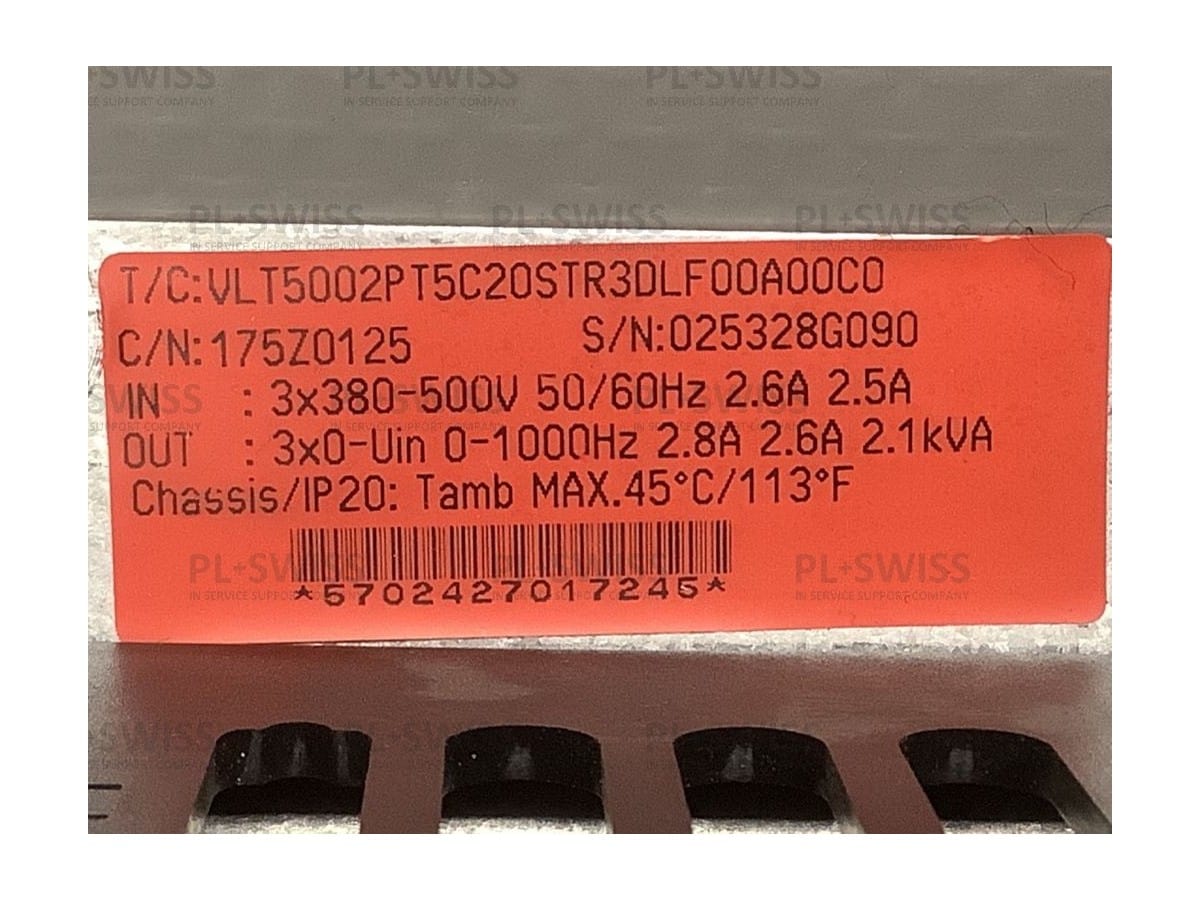 T/C:VLT5002PT5C20STR3DLF00A00C0
C/N:175Z0125 S/N:025328G090
IN : 3x380-500V 50/60Hz 2.6A 2.5A
OUT : 3x0-Uin 0-1000Hz 2.8A 2.6A 2.1kVA
Chassis/IP20: Tamb MAX.45°C/113°F
*5702427017245*
PL+SWISS
IN SERVICE SUPPORT COMPANY